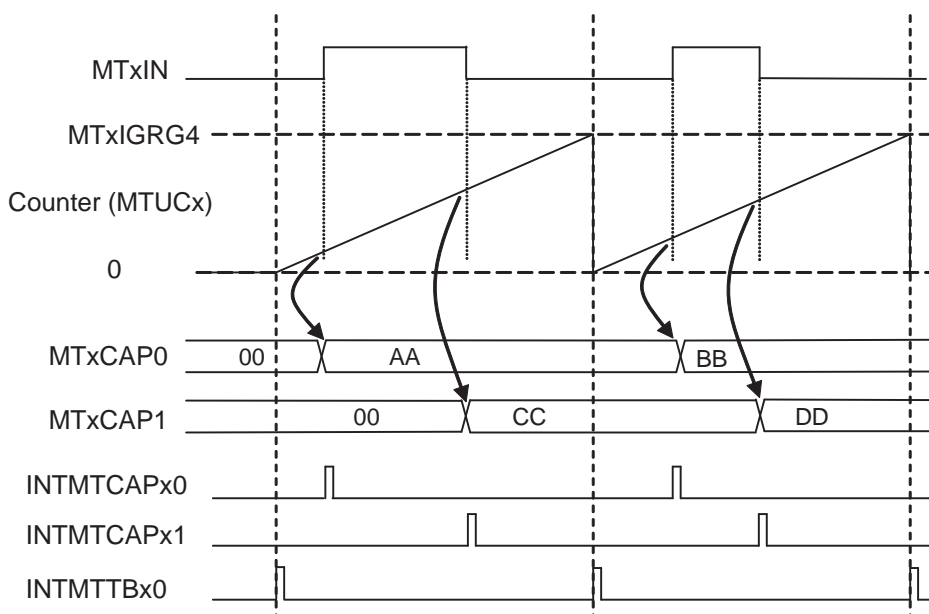 MTxIN
MTxIGRG4
Counter (MTUCx)
0
MTxCAP0 00 AA BB
MTxCAP1 00 CC DD
INTMTCAPx0
INTMTCAPx1
INTMTTBx0